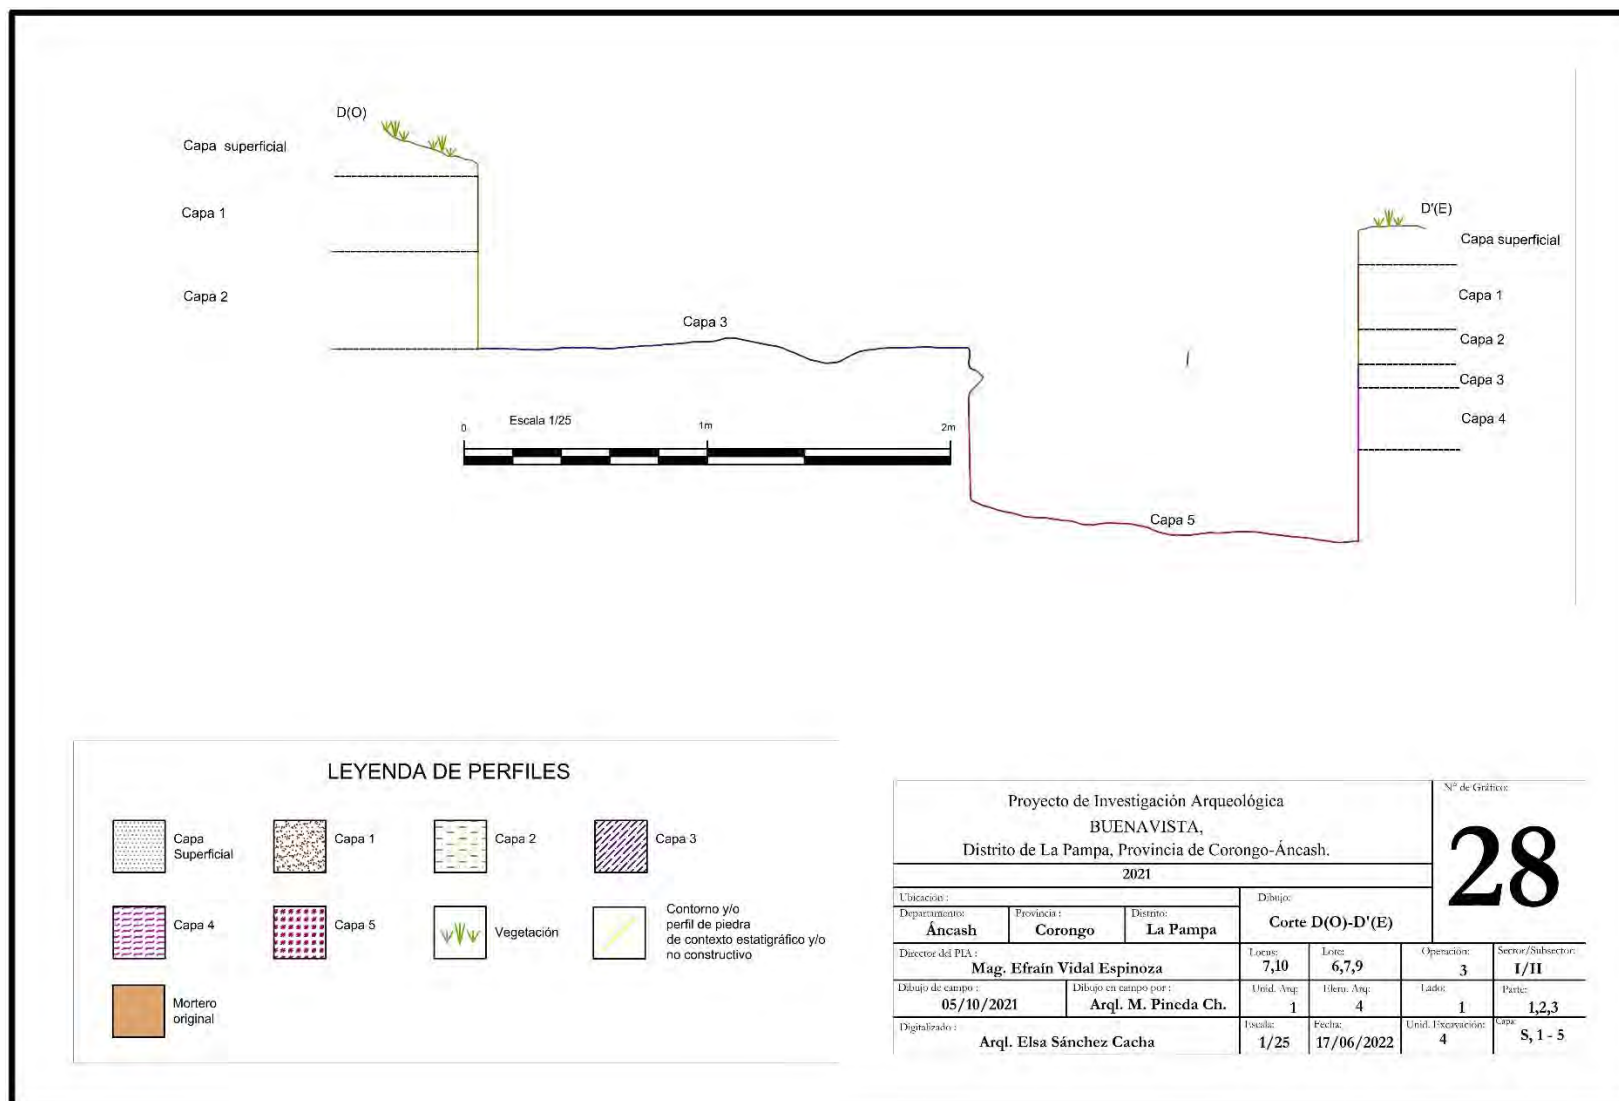 D(O)
Capa superficial
Capa 1
Capa 2
Capa 3
D'(E)
Capa superficial
Capa 1
Capa 2
Capa 3
Capa 4
Capa 5
Escala 1/25
0
1m
2m
LEYENDA DE PERFILES
Capa
Superficial
Capa 1
Capa 2
Capa 3
Capa 4
Capa 5
Vegetación
Contorno y/o
perfil de piedra
de contexto estatigráfico y/o
no constructivo
Mortero
original
Proyecto de Investigación Arqueológica
BUENAVISTA,
Distrito de La Pampa, Provincia de Corongo-Áncash.
2021
N° de Gráfico:
28
Ubicación :
Departamento:
Áncash
Provincia :
Corongo
Distrito:
La Pampa
Dibujo:
Corte D(O)-D'(E)
Director del PIA :
Mag. Efraín Vidal Espinoza
Locus:
7,10
Lote:
6,7,9
Operación:
3
Sector/Subsector:
I/II
Dibujo de campo :
05/10/2021
Dibujo en campo por :
Arql. M. Pineda Ch.
Unid. Arq:
1
Elem. Arq:
4
Lado:
1
Parte:
1,2,3
Digitalizado :
Arql. Elsa Sánchez Cacha
Escala:
1/25
Fecha:
17/06/2022
Unid. Excavación:
4
Capa:
S, 1 - 5